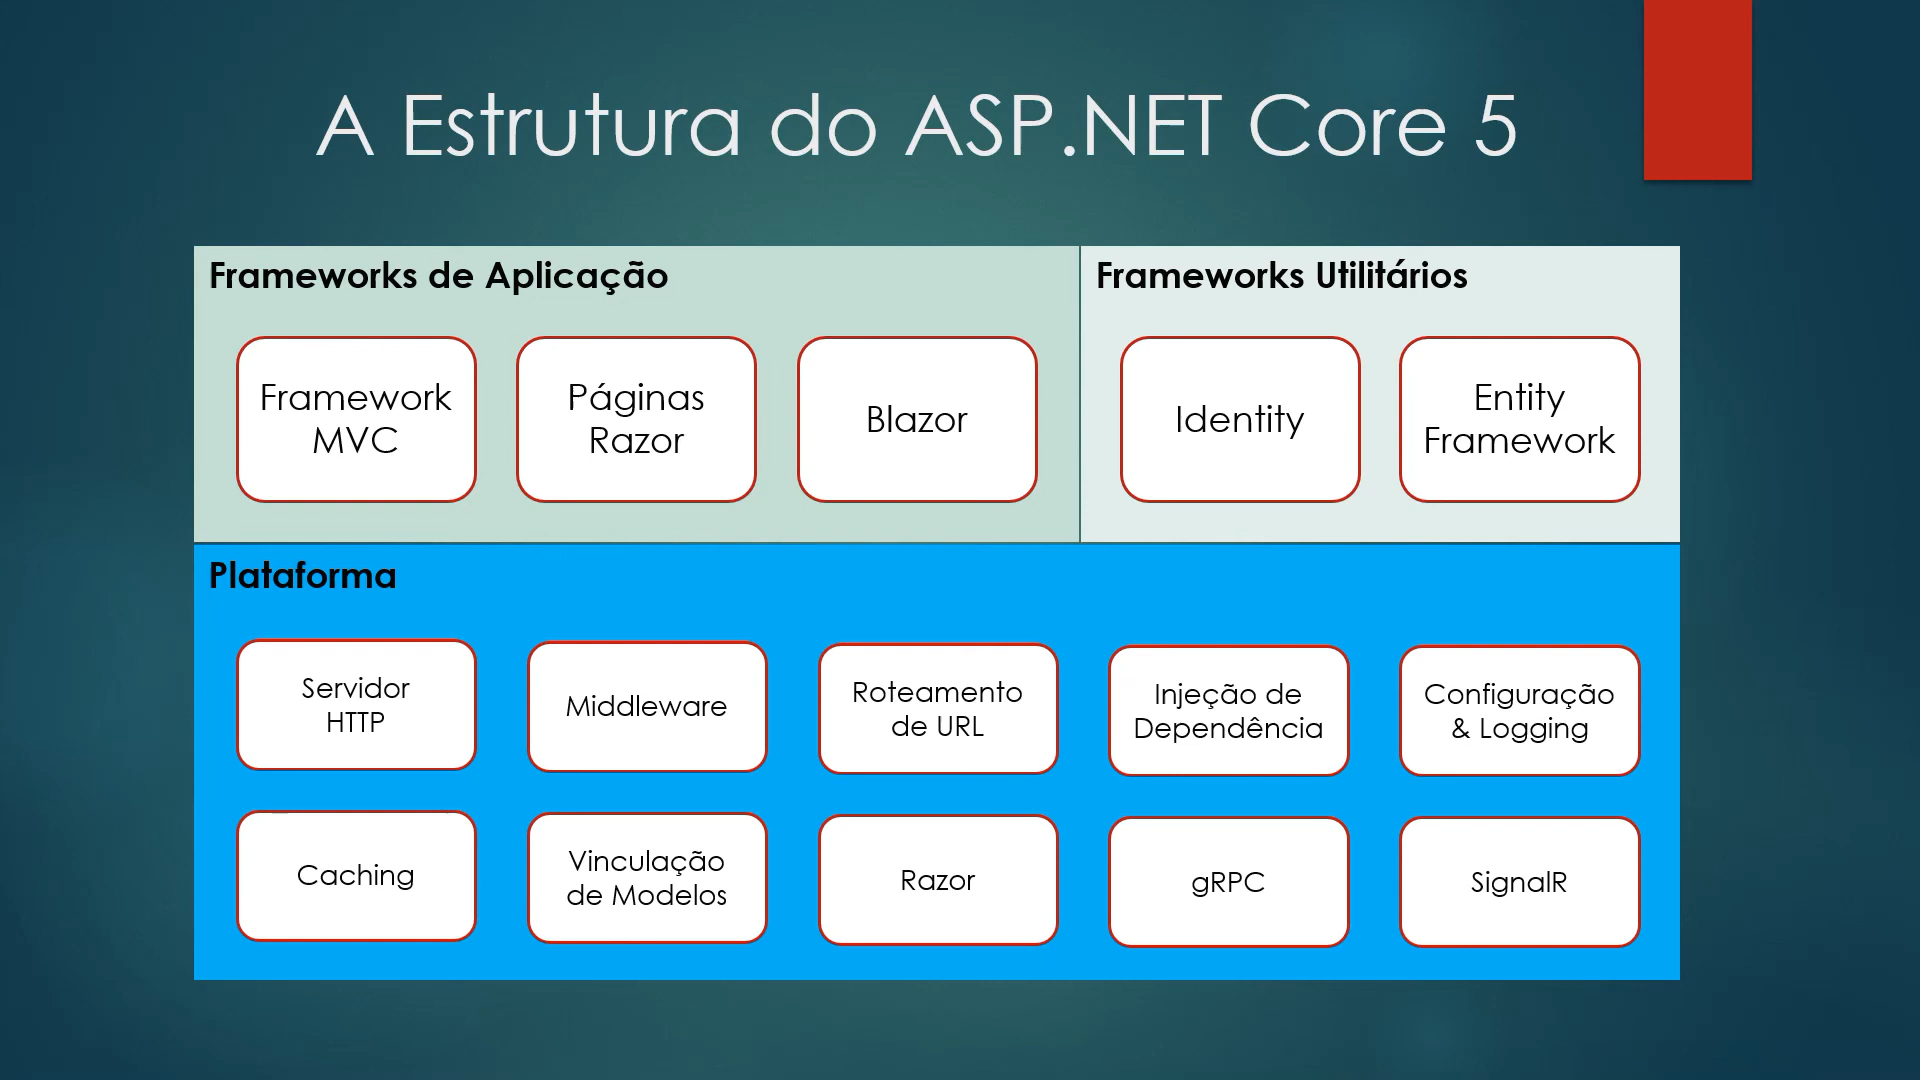 A Estrutura do ASP.NET Core 5
Frameworks de Aplicação
Framework
MVC
Páginas
Razor
Blazor
Frameworks Utilitários
Identity
Entity
Framework
Plataforma
Servidor
HTTP
Middleware
Roteamento
de URL
Injeção de
Dependência
Configuração
& Logging
Caching
Vinculação
de Modelos
Razor
gRPC
SignalR